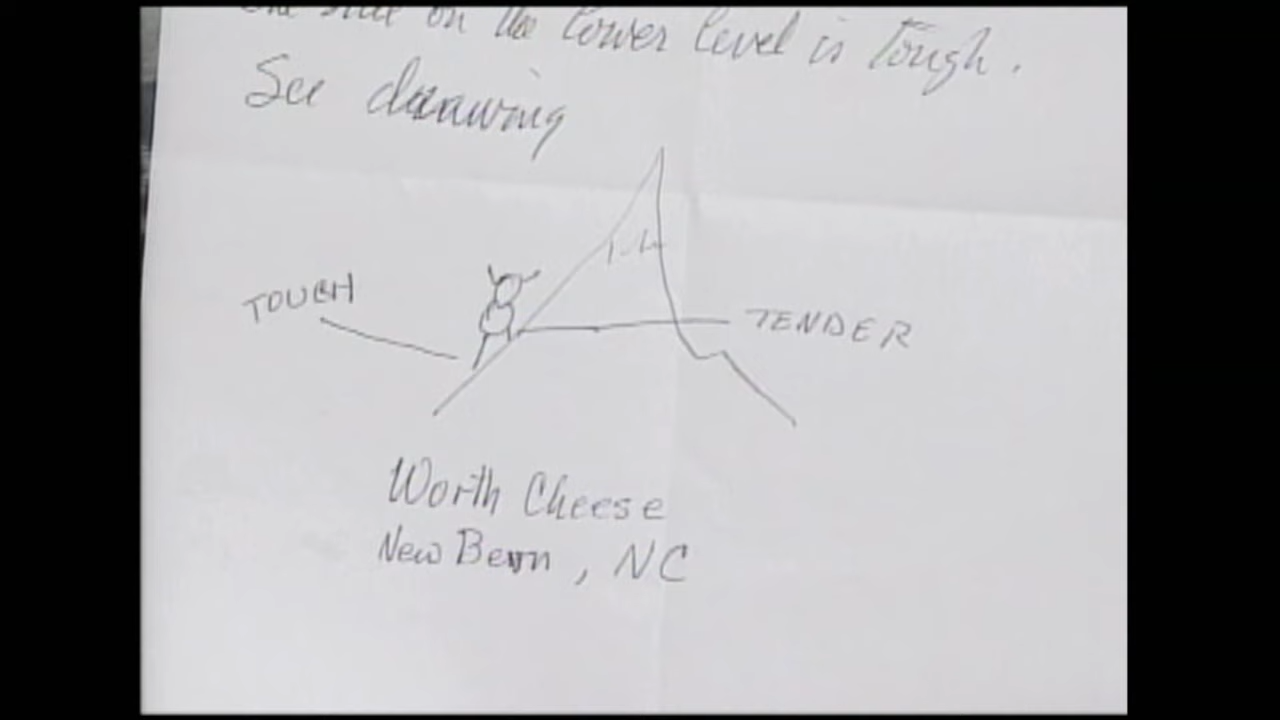 on the lower level is tough.
See drawing
TOUGH
TENDER
Worth Cheese
New Bern, NC